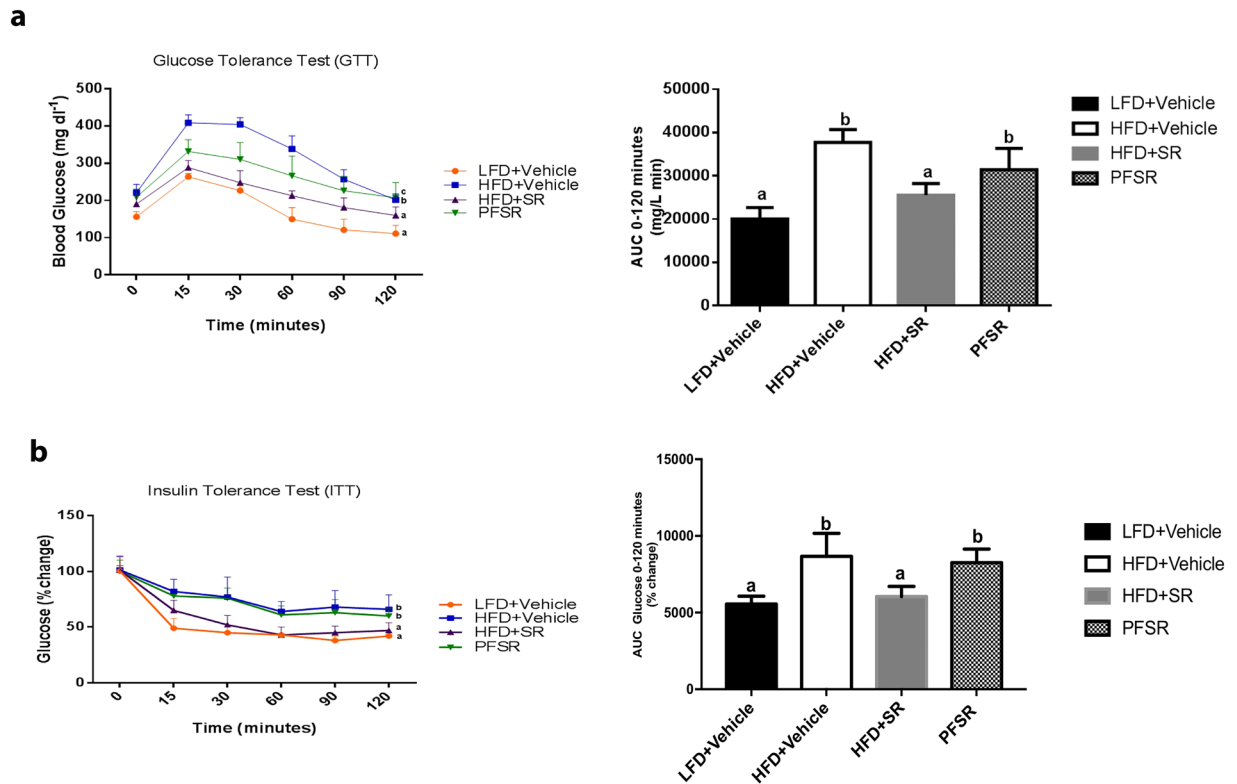 a
Glucose Tolerance Test (GTT)
Blood Glucose (mg dl-1)
500
400
300
200
100
0
0
15
30
60
90
120
Time (minutes)
c
b
a
a
LFD+Vehicle
HFD+Vehicle
HFD+SR
PFSR
AUC 0-120 minutes
(mg/L min)
50000
40000
30000
20000
10000
0
a
b
a
b
LFD+Vehicle
HFD+Vehicle
HFD+SR
PFSR
LFD+Vehicle
HFD+Vehicle
HFD+SR
PFSR
b
Insulin Tolerance Test (ITT)
Glucose (%change)
150
100
50
0
0
15
30
60
90
120
Time (minutes)
b
b
a
a
LFD+Vehicle
HFD+Vehicle
HFD+SR
PFSR
AUC Glucose 0-120 minutes
(% change)
15000
10000
5000
0
a
b
a
b
LFD+Vehicle
HFD+Vehicle
HFD+SR
PFSR
LFD+Vehicle
HFD+Vehicle
HFD+SR
PFSR